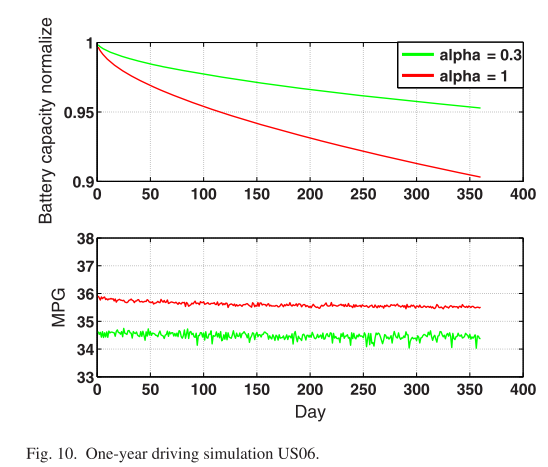 Battery capacity normalize
1
0.95
0.9
alpha = 0.3
alpha = 1
0 50 100 150 200 250 300 350 400
MPG
38
37
36
35
34
33
0 50 100 150 200 250 300 350 400
Day
Fig. 10. One-year driving simulation US06.